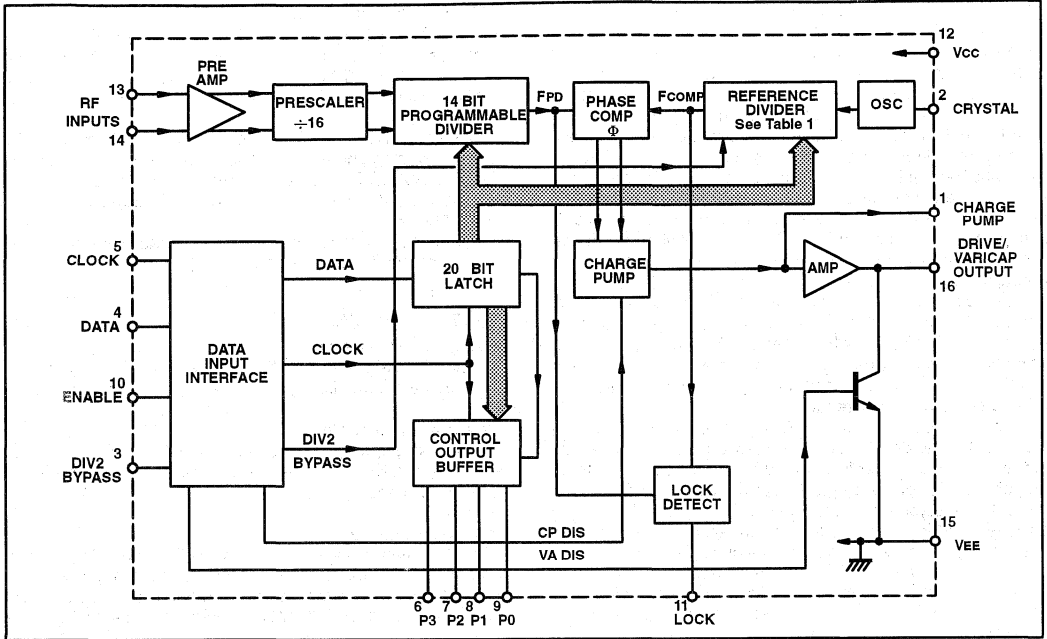 12
VCC
PRE
AMP
13
RF
INPUTS
14
PRESCALER
÷16
14 BIT
PROGRAMMABLE
DIVIDER
FPD
PHASE
COMP
Φ
FCOMP
REFERENCE
DIVIDER
See Table 1
OSC
2
CRYSTAL
1
CHARGE
PUMP
DRIVE/
VARICAP
OUTPUT
16
5
CLOCK
4
DATA
10
ENABLE
3
DIV2
BYPASS
DATA
INPUT
INTERFACE
DATA
20 BIT
LATCH
CHARGE
PUMP
AMP
CLOCK
DIV2
BYPASS
CONTROL
OUTPUT
BUFFER
LOCK
DETECT
CP DIS
VA DIS
15
VEE
6
P3
7
P2
8
P1
9
P0
11
LOCK